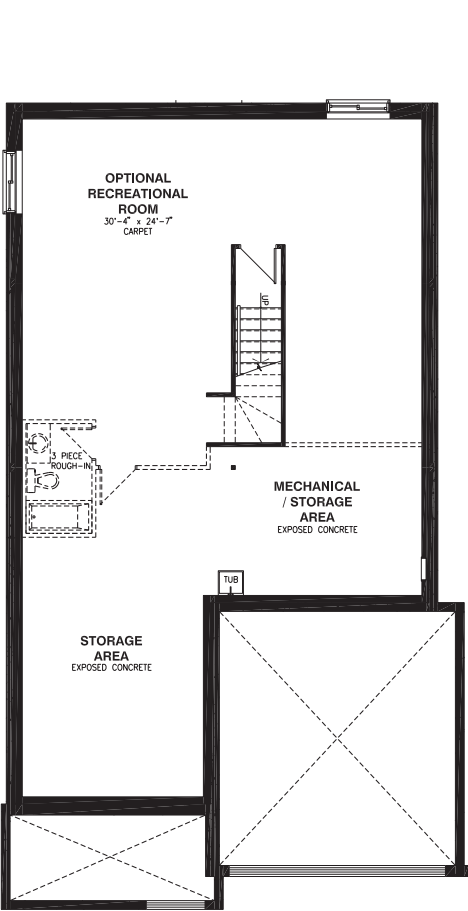 OPTIONAL
RECREATIONAL
ROOM
30'-4" x 24'-7"
CARPET
UP
3 PIECE
ROUGH-IN
MECHANICAL
/ STORAGE
AREA
EXPOSED CONCRETE
TUB
STORAGE
AREA
EXPOSED CONCRETE